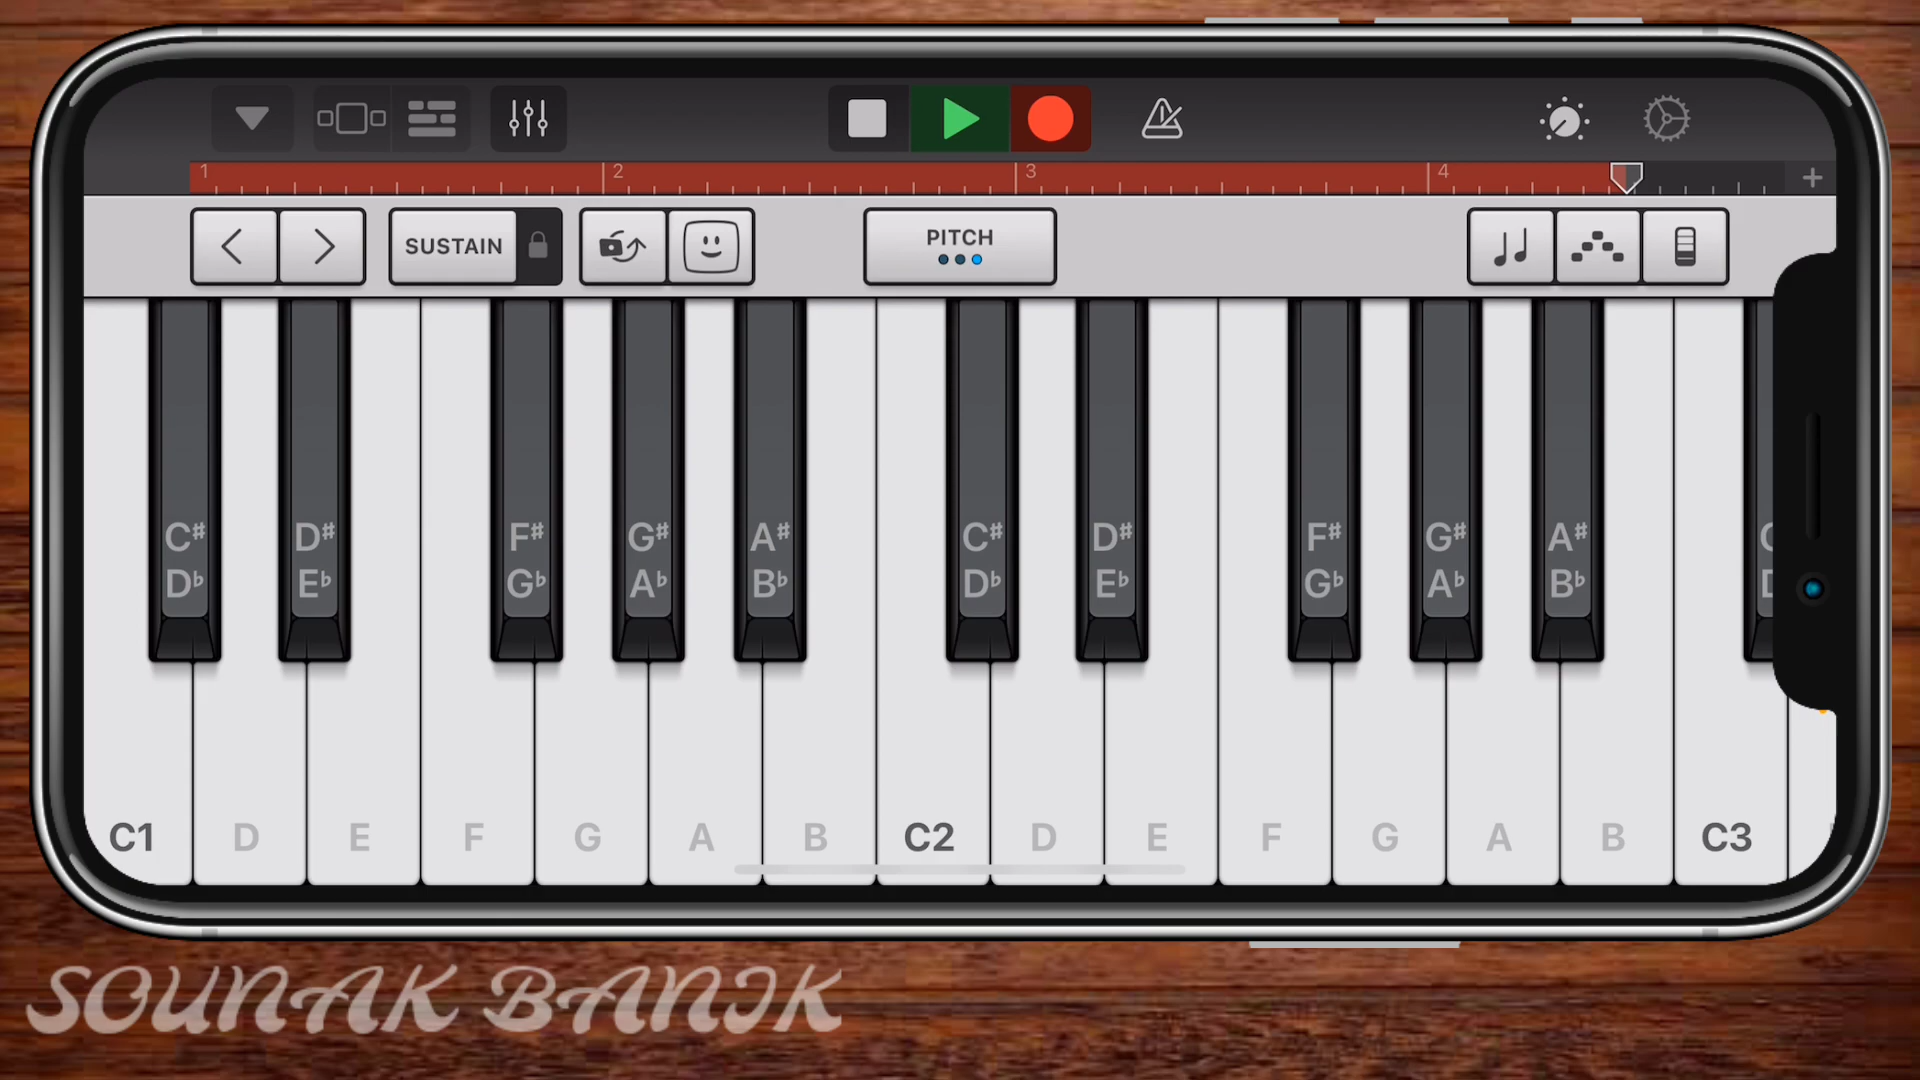 1 2 3 4
SUSTAIN PITCH
C♯ D♯ F♯ G♯ A♯ C♯ D♯ F♯ G♯ A♯
D♭ E♭ G♭ A♭ B♭ D♭ E♭ G♭ A♭ B♭
C1 D E F G A B C2 D E F G A B C3
SOUNAK BANIK